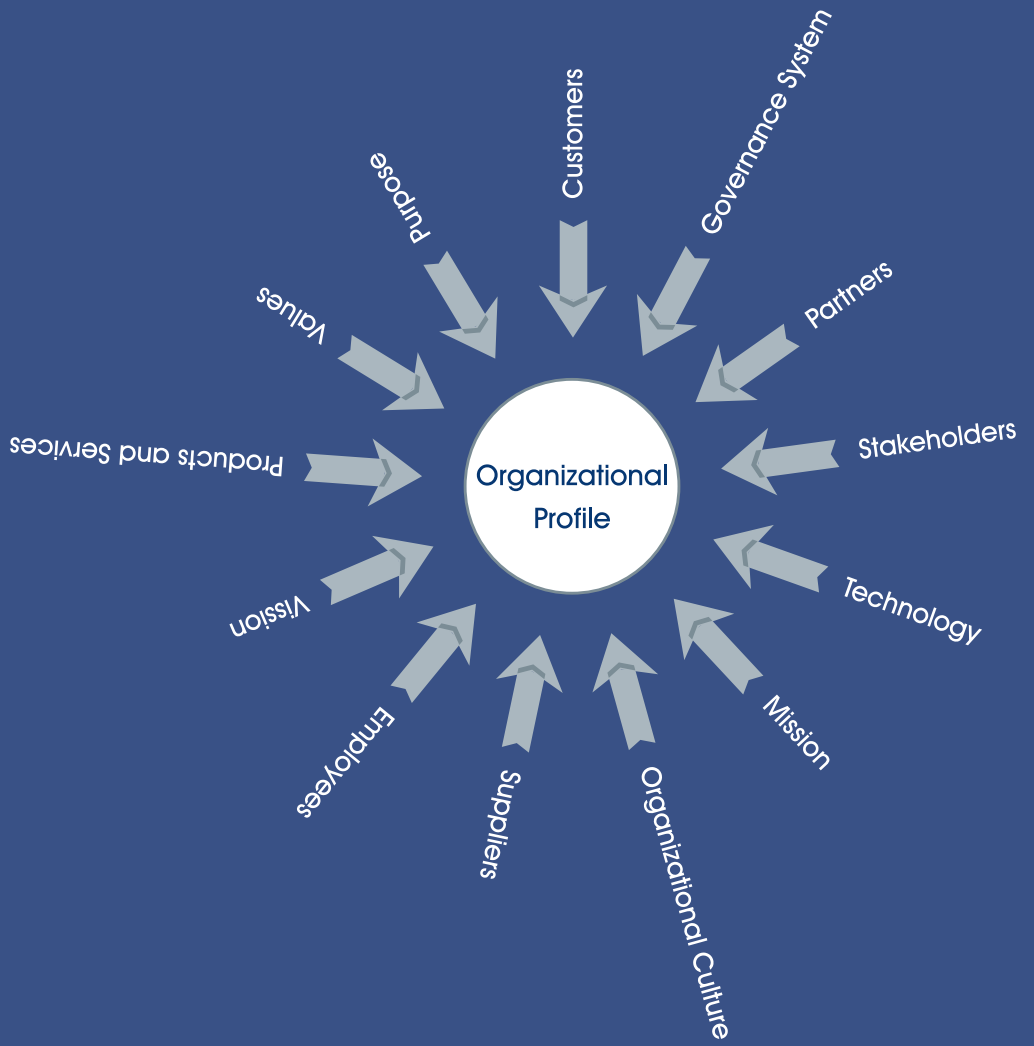 Organizational
Profile
Customers
Governance System
Partners
Stakeholders
Technology
Mission
Organizational Culture
Suppliers
Employees
Vission
Products and Services
Values
Purpose